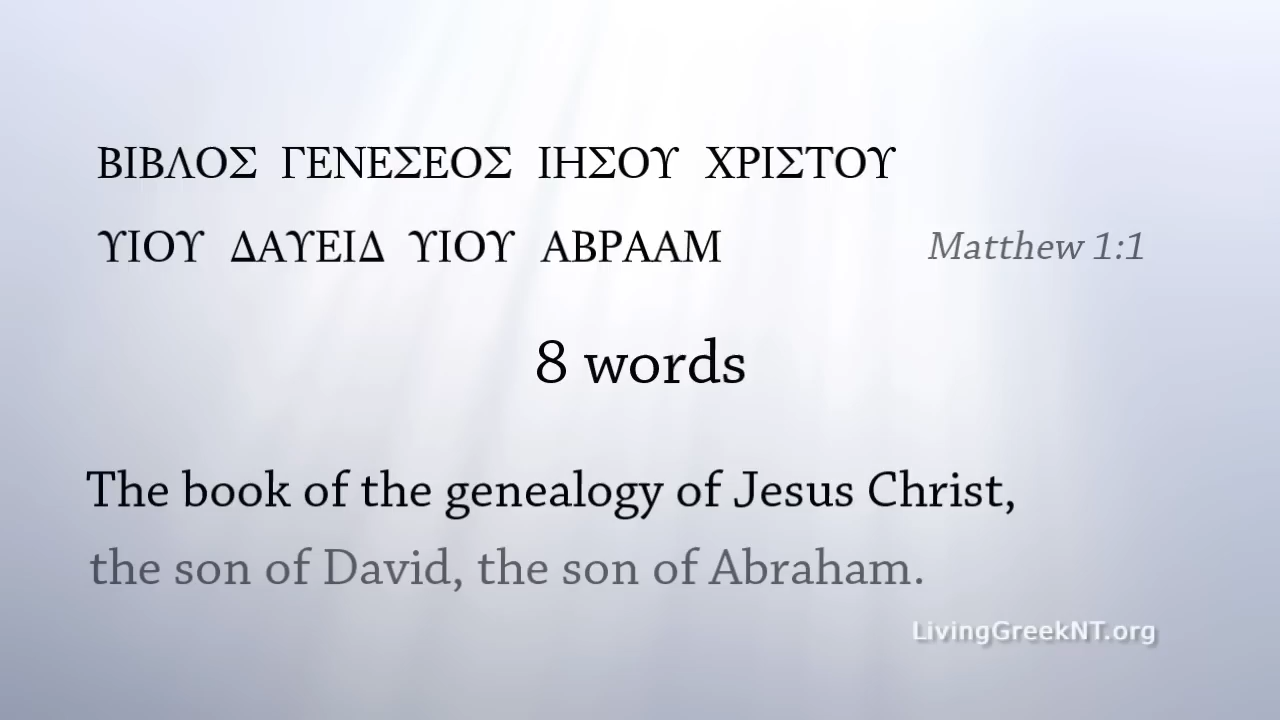 ΒΙΒΛΟΣ ΓΕΝΕΣΕΟΣ ΙΗΣΟΥ ΧΡΙΣΤΟΥ
ΥΙΟΥ ΔΑΥΕΙΔ ΥΙΟΥ ΑΒΡΑΑΜ Matthew 1:1
8 words
The book of the genealogy of Jesus Christ,
the son of David, the son of Abraham.
LivingGreekNT.org